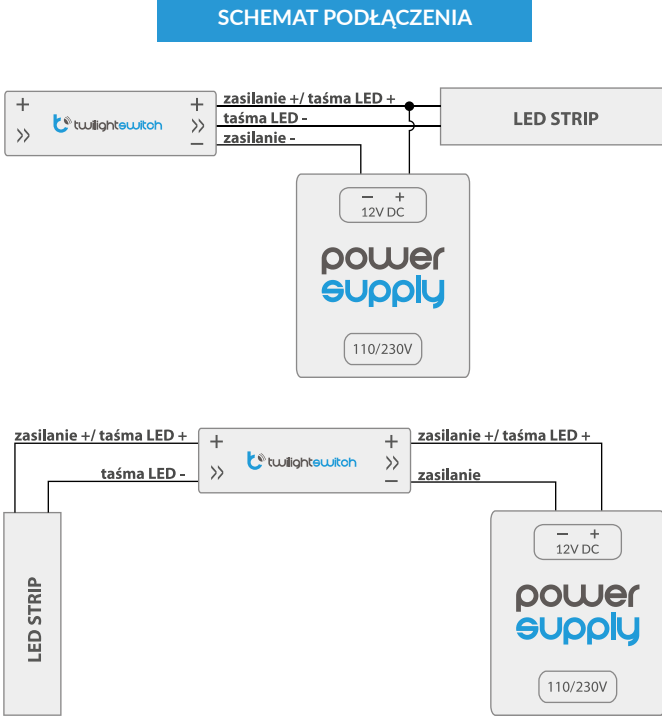 SCHEMAT PODŁĄCZENIA
+ twilightswitch +
>> >>
–
zasilanie +/ taśma LED +
taśma LED -
zasilanie -
LED STRIP
– +
12V DC
power
supply
110/230V
zasilanie +/ taśma LED +
taśma LED -
+ twilightswitch +
>> >>
–
zasilanie +/ taśma LED +
zasilanie
LED STRIP
– +
12V DC
power
supply
110/230V